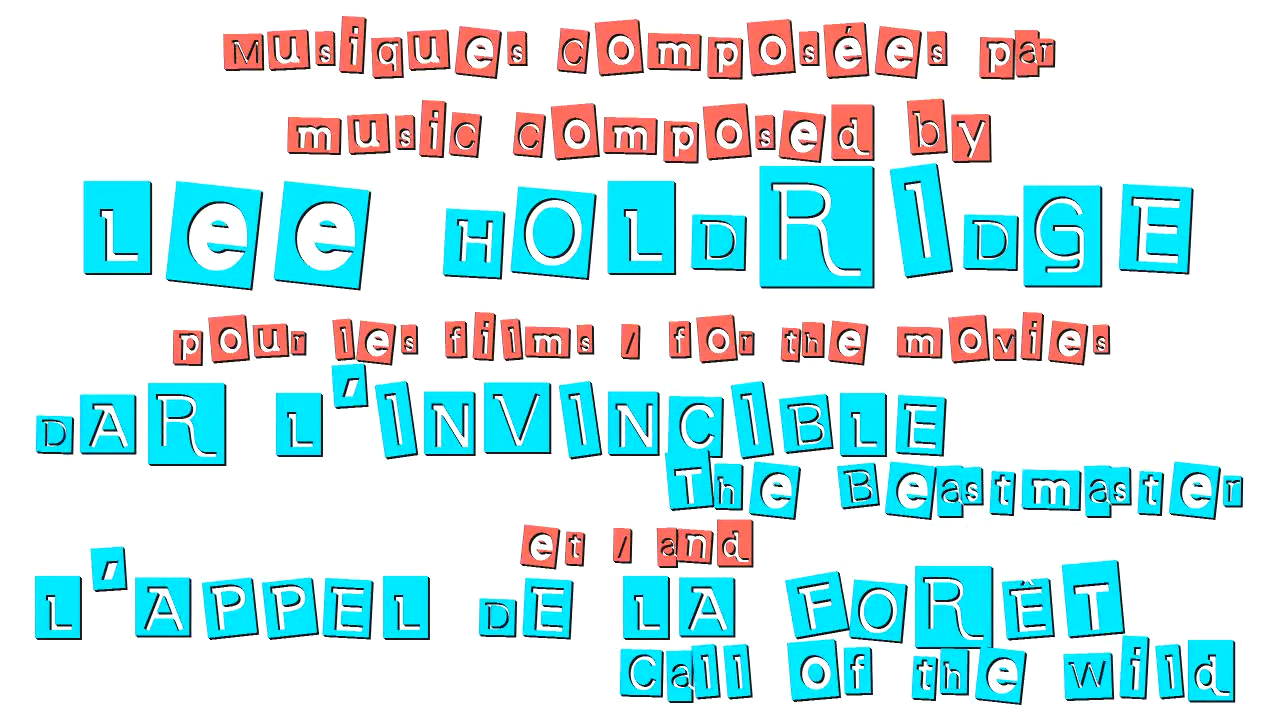 Musiques composées par
music composed by
Lee HOLDRIDGE
pour les films / for the movies
DAR L'INVINCIBLE
The Beastmaster
et / and
L'APPEL DE LA FORÊT
Call of the Wild